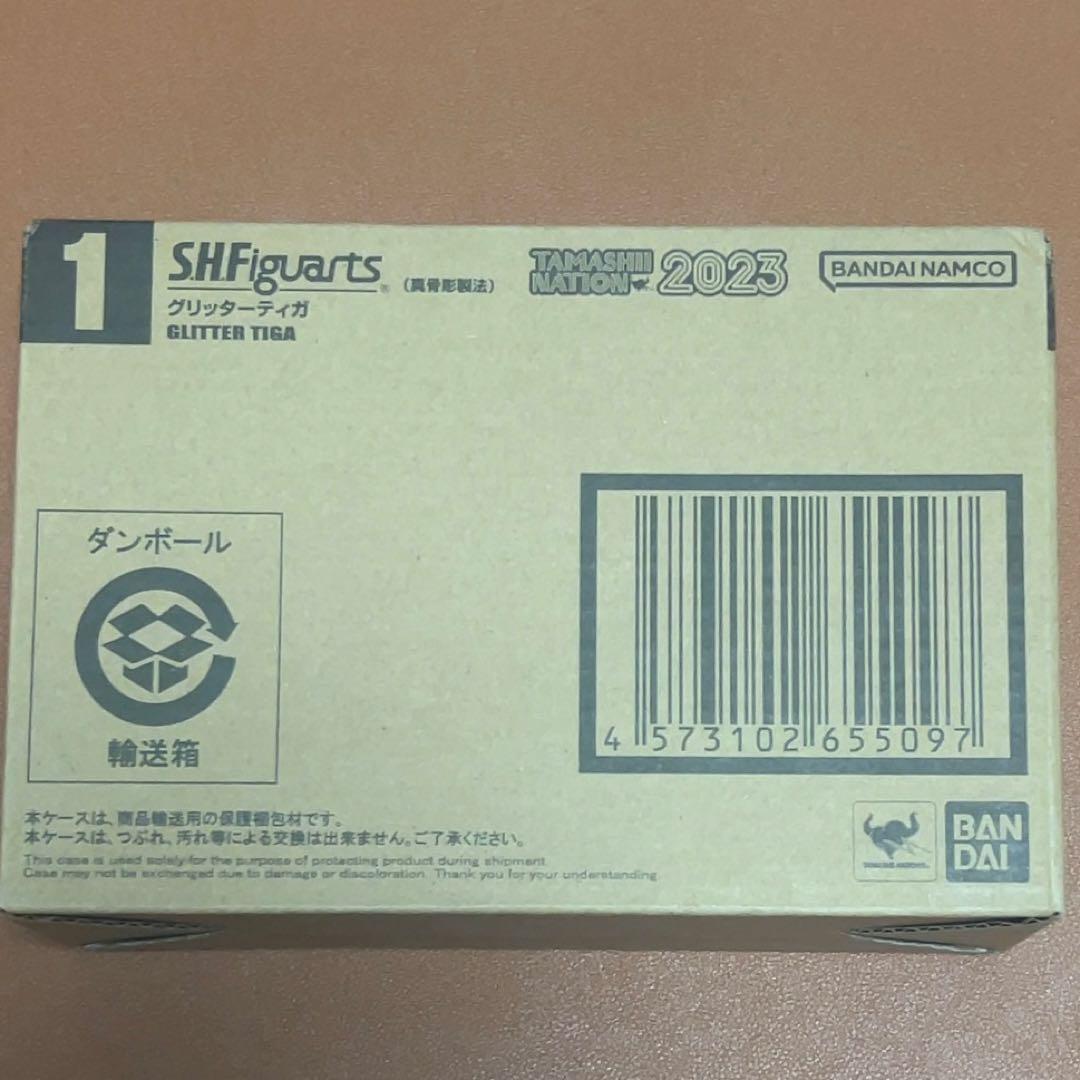 1
S.H.Figuarts
®
(真骨彫製法)
グリッターティガ
GLITTER TIGA
TAMASHII
NATION 2023
BANDAI NAMCO
ダンボール
輸送箱
4 573102 655097
本ケースは、商品輸送用の保護梱包材です。
本ケースは、つぶれ、汚れ等による交換は出来ません。ご了承ください。
This case is used solely for the purpose of protecting product during shipment
Case may not be exchanged due to damage or discoloration. Thank you for your understanding
TAMASHII NATIONS
BAN
DAI